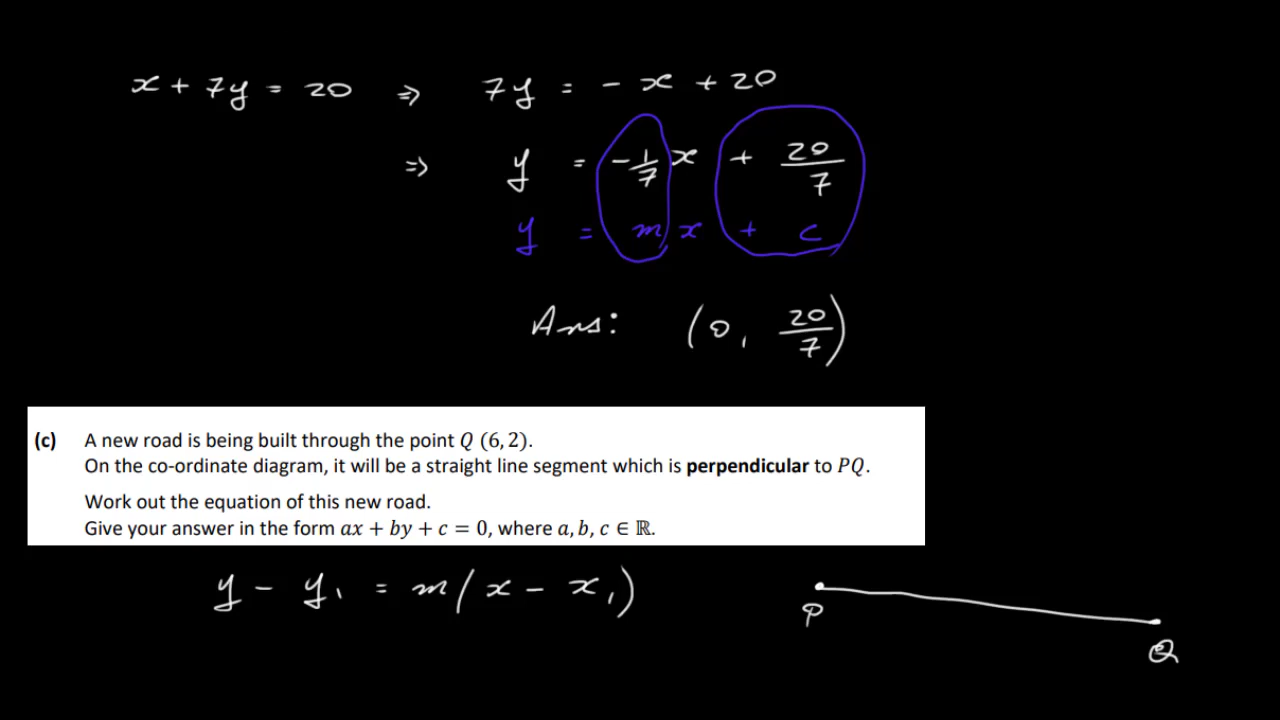 x + 7y = 20 ⇒ 7y = - x + 20
⇒ y = -1/7 x + 20/7
y = m x + c
Ans: (0, 20/7)
(c) A new road is being built through the point Q (6, 2).
On the co-ordinate diagram, it will be a straight line segment which is perpendicular to PQ.
Work out the equation of this new road.
Give your answer in the form ax + by + c = 0, where a, b, c ∈ ℝ.
y - y₁ = m(x - x₁)
P
Q